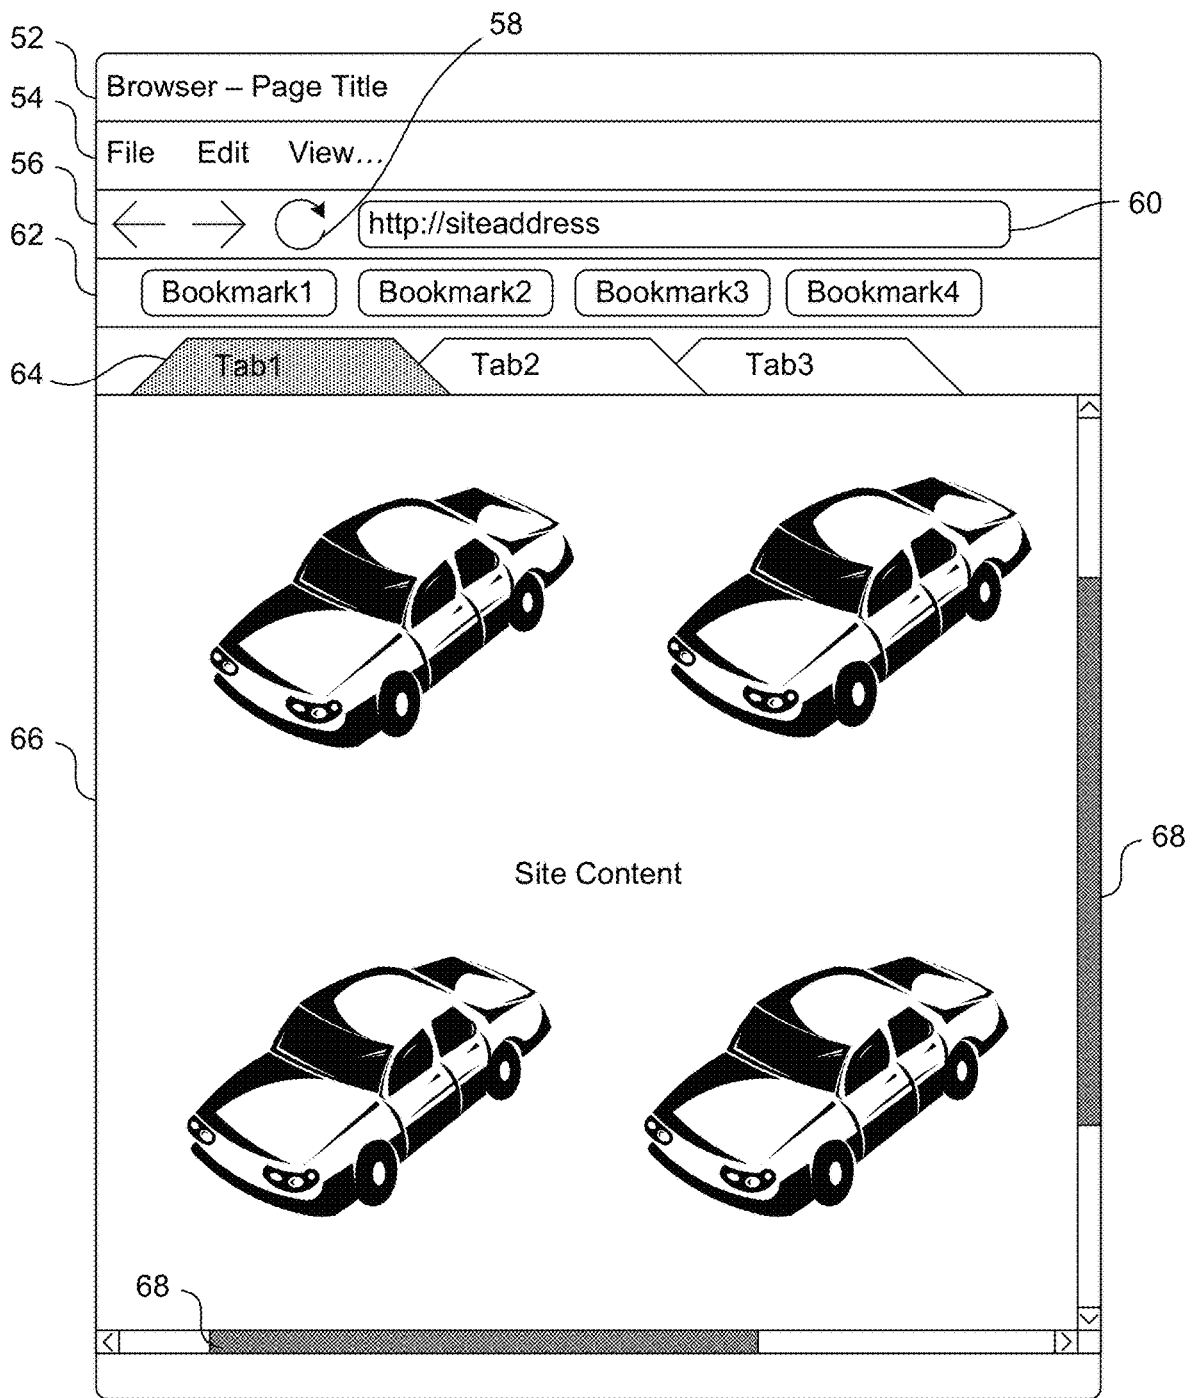 58
52
Browser – Page Title
54
File Edit View...
56
http://siteaddress
60
62
Bookmark1 Bookmark2 Bookmark3 Bookmark4
64
Tab1 Tab2 Tab3
66
68
Site Content
68